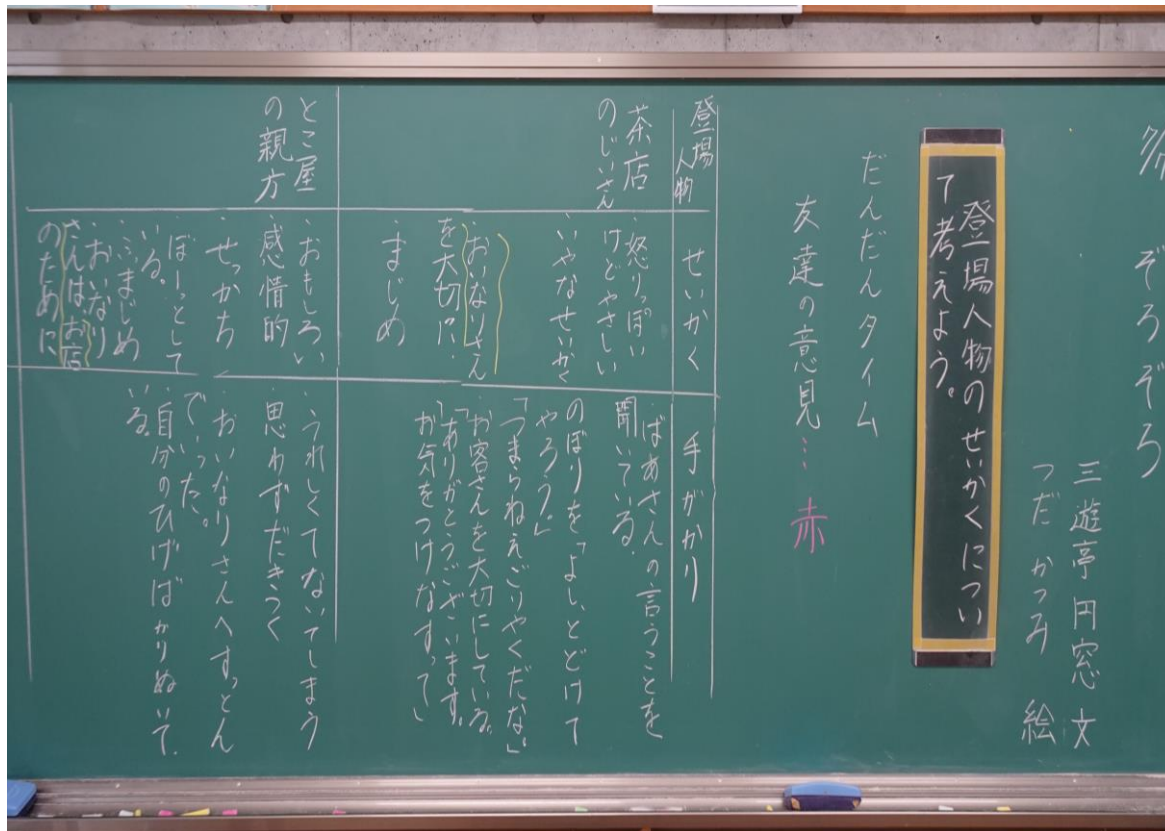 ぞろぞろ
三遊亭 円窓 文
つだ かつみ 絵
登場人物のせいかくについ
て考えよう。
だんだんタイム
友達の意見…赤
登場人物
せいかく
手がかり
茶店
のじいさん
・怒りっぽい
けどやさしい
いやなせいかく
・おいなりさん
を大切に・
・まじめ
・ばあさんの言うことを
聞いている。
のぼりを「よし、とどけて
やろう。」
「つまらねえごりやくだな。」
お客さんを大切にしている。
「ありがとうございます。
お気をつけなすって」
とこ屋
の親方
・おもしろい
感情的
せっかち
・ぼーっとして
いる。
・ふまじめ
・おいなり
さんは、お店
のために
・うれしくてないてしまう
思わずだきつく
・おいなりさんへすっとん
でいった。
・自分のひげばかりぬいて
いる。